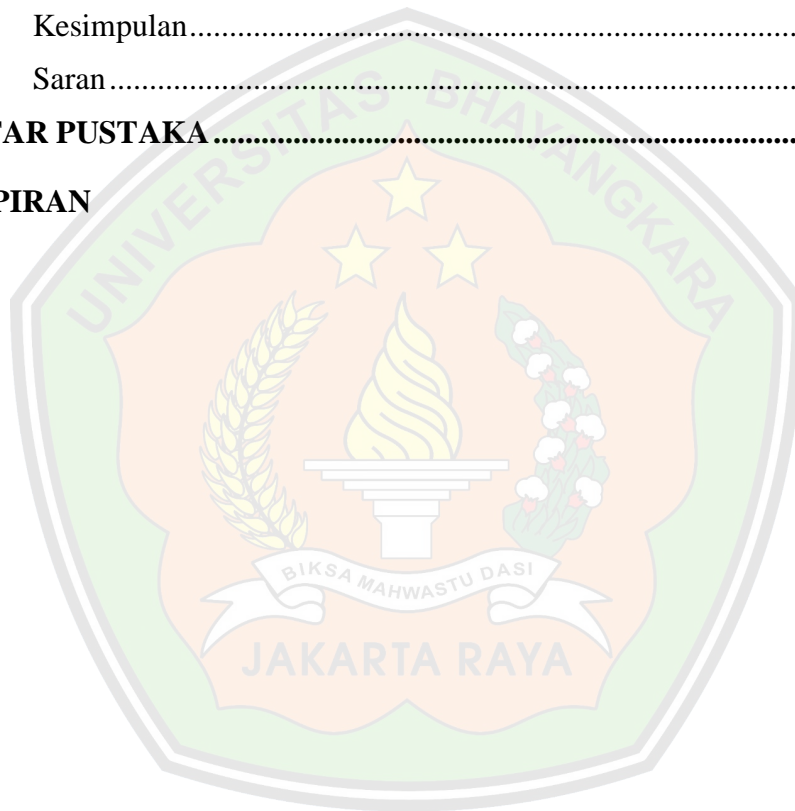 Kesimpulan..........................................................................
Saran....................................................................................
TAR PUSTAKA.........................................................................
PIRAN
UNIVERSITAS BHAYANGKARA
BIKSA MAHWASTU DASI
JAKARTA RAYA